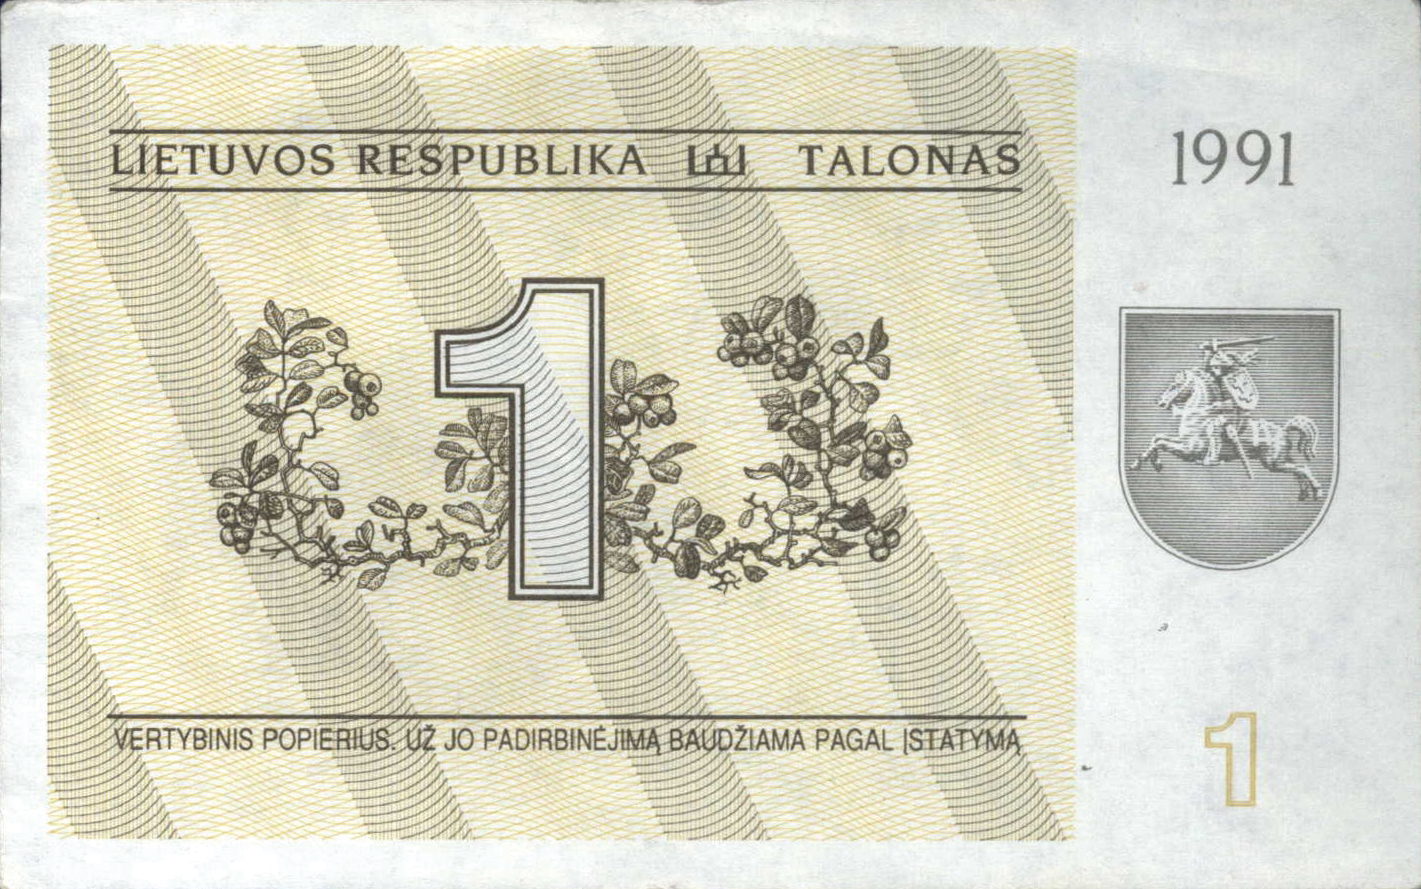 LIETUVOS RESPUBLIKA TALONAS
1991
1
VERTYBINIS POPIERIUS. UŽ JO PADIRBINĖJIMĄ BAUDŽIAMA PAGAL ĮSTATYMĄ
1